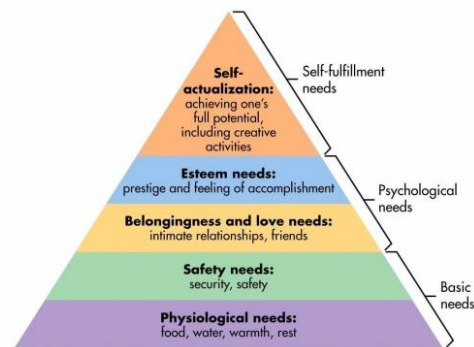 Self-
actualization:
achieving one's
full potential,
including creative
activities
Self-fulfillment
needs
Esteem needs:
prestige and feeling of accomplishment
Belongingness and love needs:
intimate relationships, friends
Psychological
needs
Safety needs:
security, safety
Physiological needs:
food, water, warmth, rest
Basic
needs